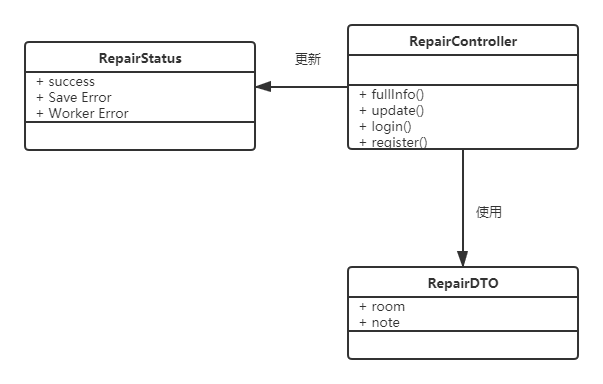 RepairStatus
+ success
+ Save Error
+ Worker Error
更新
RepairController
+ fullInfo()
+ update()
+ login()
+ register()
使用
RepairDTO
+ room
+ note